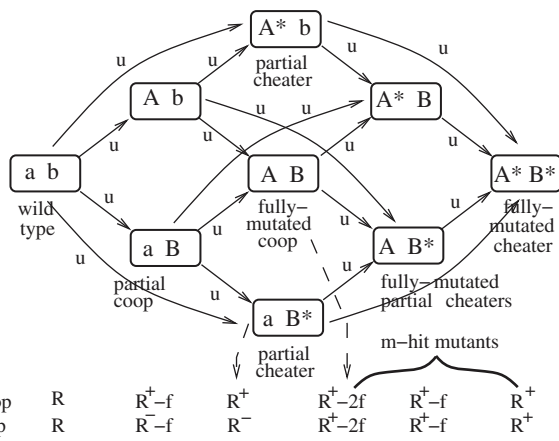 A* b
partial
cheater
u
u
u
u
A b
u
u
u
A* B
u
u
u
a b
wild
type
A B
fully-
mutated
coop
A* B*
fully-
mutated
cheater
u
u
a B
partial
coop
u
u
u
A B*
fully-mutated
partial cheaters
u
u
u
a B*
partial
cheater
m-hit mutants
R R⁺-f R⁺ R⁺-2f R⁺-f R⁺
R R⁻-f R⁻ R⁺-2f R⁺-f R⁺